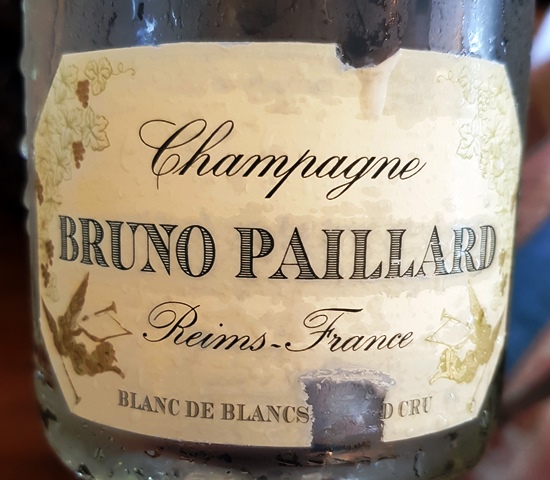 Champagne
BRUNO PAILLARD
Reims-France
BLANC DE BLANCS D CRU